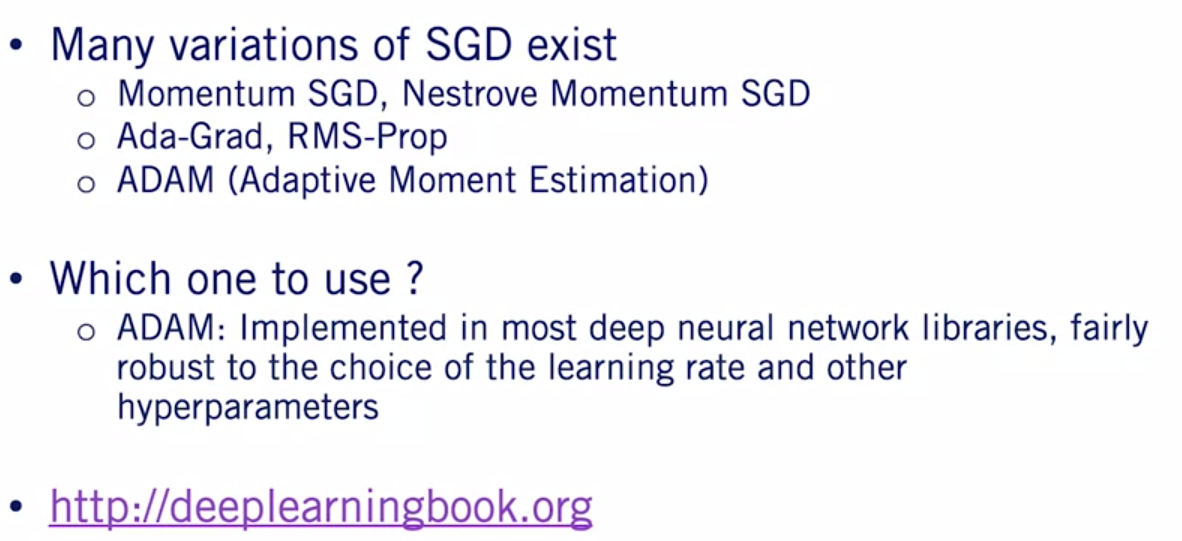 • Many variations of SGD exist
o Momentum SGD, Nestrove Momentum SGD
o Ada-Grad, RMS-Prop
o ADAM (Adaptive Moment Estimation)
• Which one to use ?
o ADAM: Implemented in most deep neural network libraries, fairly
robust to the choice of the learning rate and other
hyperparameters
• http://deeplearningbook.org